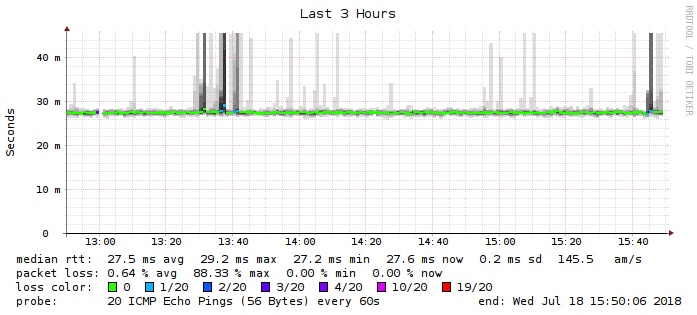 Last 3 Hours
RRDTOOL / TOBI OETIKER
Seconds
40 m
30 m
20 m
10 m
0
13:00 13:20 13:40 14:00 14:20 14:40 15:00 15:20 15:40
median rtt: 27.5 ms avg 29.2 ms max 27.2 ms min 27.6 ms now 0.2 ms sd 145.5 am/s
packet loss: 0.64 % avg 88.33 % max 0.00 % min 0.00 % now
loss color: 0 1/20 2/20 3/20 4/20 10/20 19/20
probe: 20 ICMP Echo Pings (56 Bytes) every 60s end: Wed Jul 18 15:50:06 2018